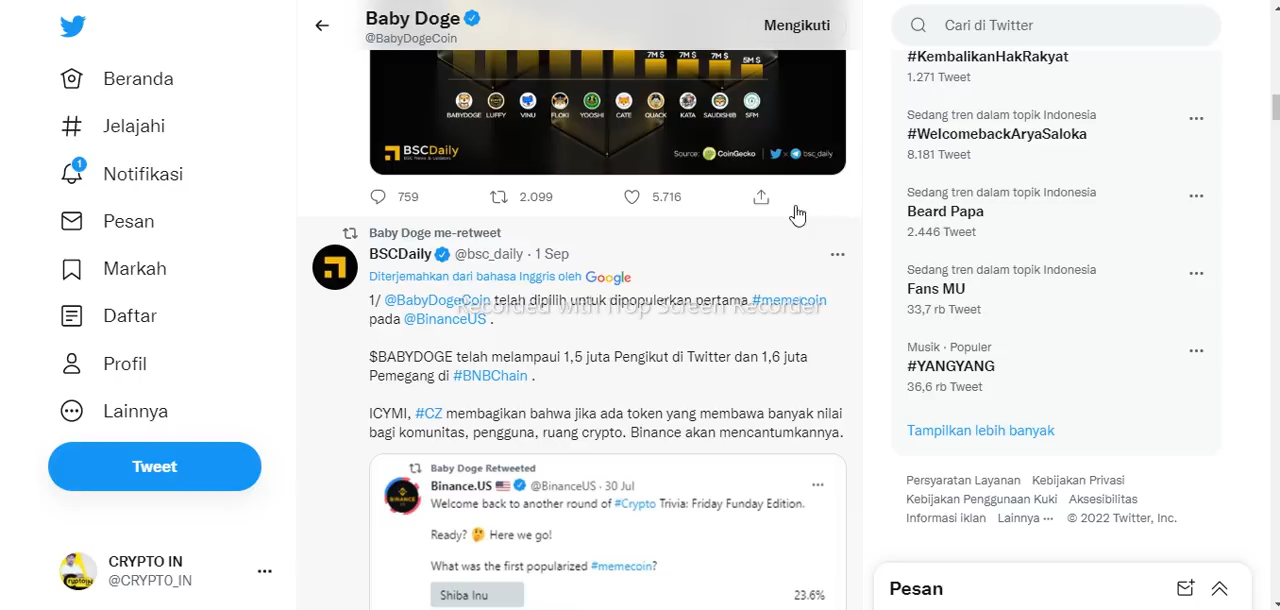 Beranda
Jelajahi
1
Notifikasi
Pesan
Markah
Daftar
Profil
Lainnya
Tweet
CRYPTO IN
@CRYPT0_IN
Baby Doge
@BabyDogeCoin
Mengikuti
7M $ 7M $ 7M $ 5M $
BABYDOGE LUFFY VINU FLOKI YOOSHI CATE QUACK KATA SAUDISHIB SFM
BSCDaily
BSC News & Updates
Source: CoinGecko bsc_daily
759 2.099 5.716
Baby Doge me-retweet
BSCDaily @bsc_daily · 1 Sep
Diterjemahkan dari bahasa Inggris oleh Google
1/ @BabyDogeCoin telah dipilih untuk dipopulerkan pertama #memecoin
pada @BinanceUS .
Recorded with iTop Screen Recorder
$BABYDOGE telah melampaui 1,5 juta Pengikut di Twitter dan 1,6 juta
Pemegang di #BNBChain .
ICYMI, #CZ membagikan bahwa jika ada token yang membawa banyak nilai
bagi komunitas, pengguna, ruang crypto. Binance akan mencantumkannya.
Baby Doge Retweeted
Binance.US @BinanceUS · 30 Jul
Welcome back to another round of #Crypto Trivia: Friday Funday Edition.
Ready? Here we go!
What was the first popularized #memecoin?
Shiba Inu 23.6%
Cari di Twitter
#KembalikanHakRakyat
1.271 Tweet
Sedang tren dalam topik Indonesia
#WelcomebackAryaSaloka
8.181 Tweet
Sedang tren dalam topik Indonesia
Beard Papa
2.446 Tweet
Sedang tren dalam topik Indonesia
Fans MU
33,7 rb Tweet
Musik · Populer
#YANGYANG
36,6 rb Tweet
Tampilkan lebih banyak
Persyaratan Layanan Kebijakan Privasi
Kebijakan Penggunaan Kuki Aksesibilitas
Informasi iklan Lainnya ··· © 2022 Twitter, Inc.
Pesan